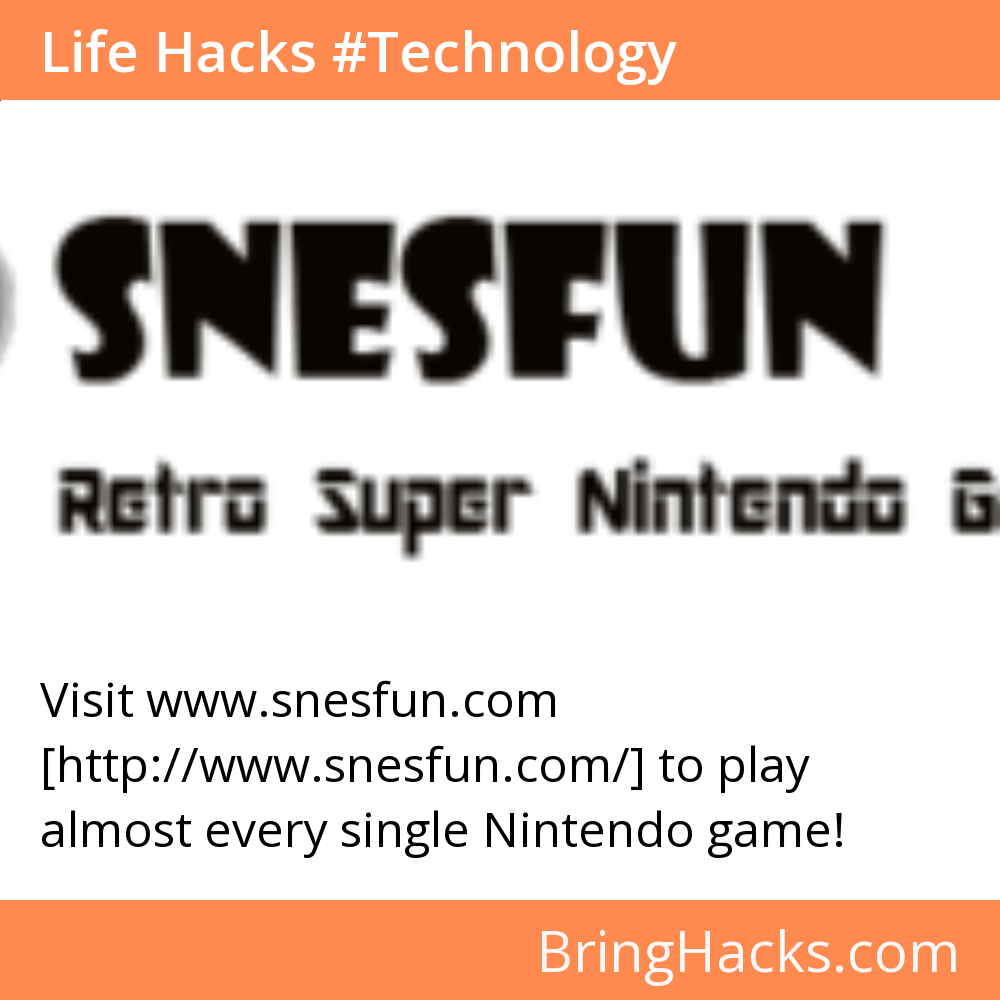 Life Hacks #Technology
SNESFUN
Retro Super Nintendo
Visit www.snesfun.com
[http://www.snesfun.com/] to play
almost every single Nintendo game!
BringHacks.com